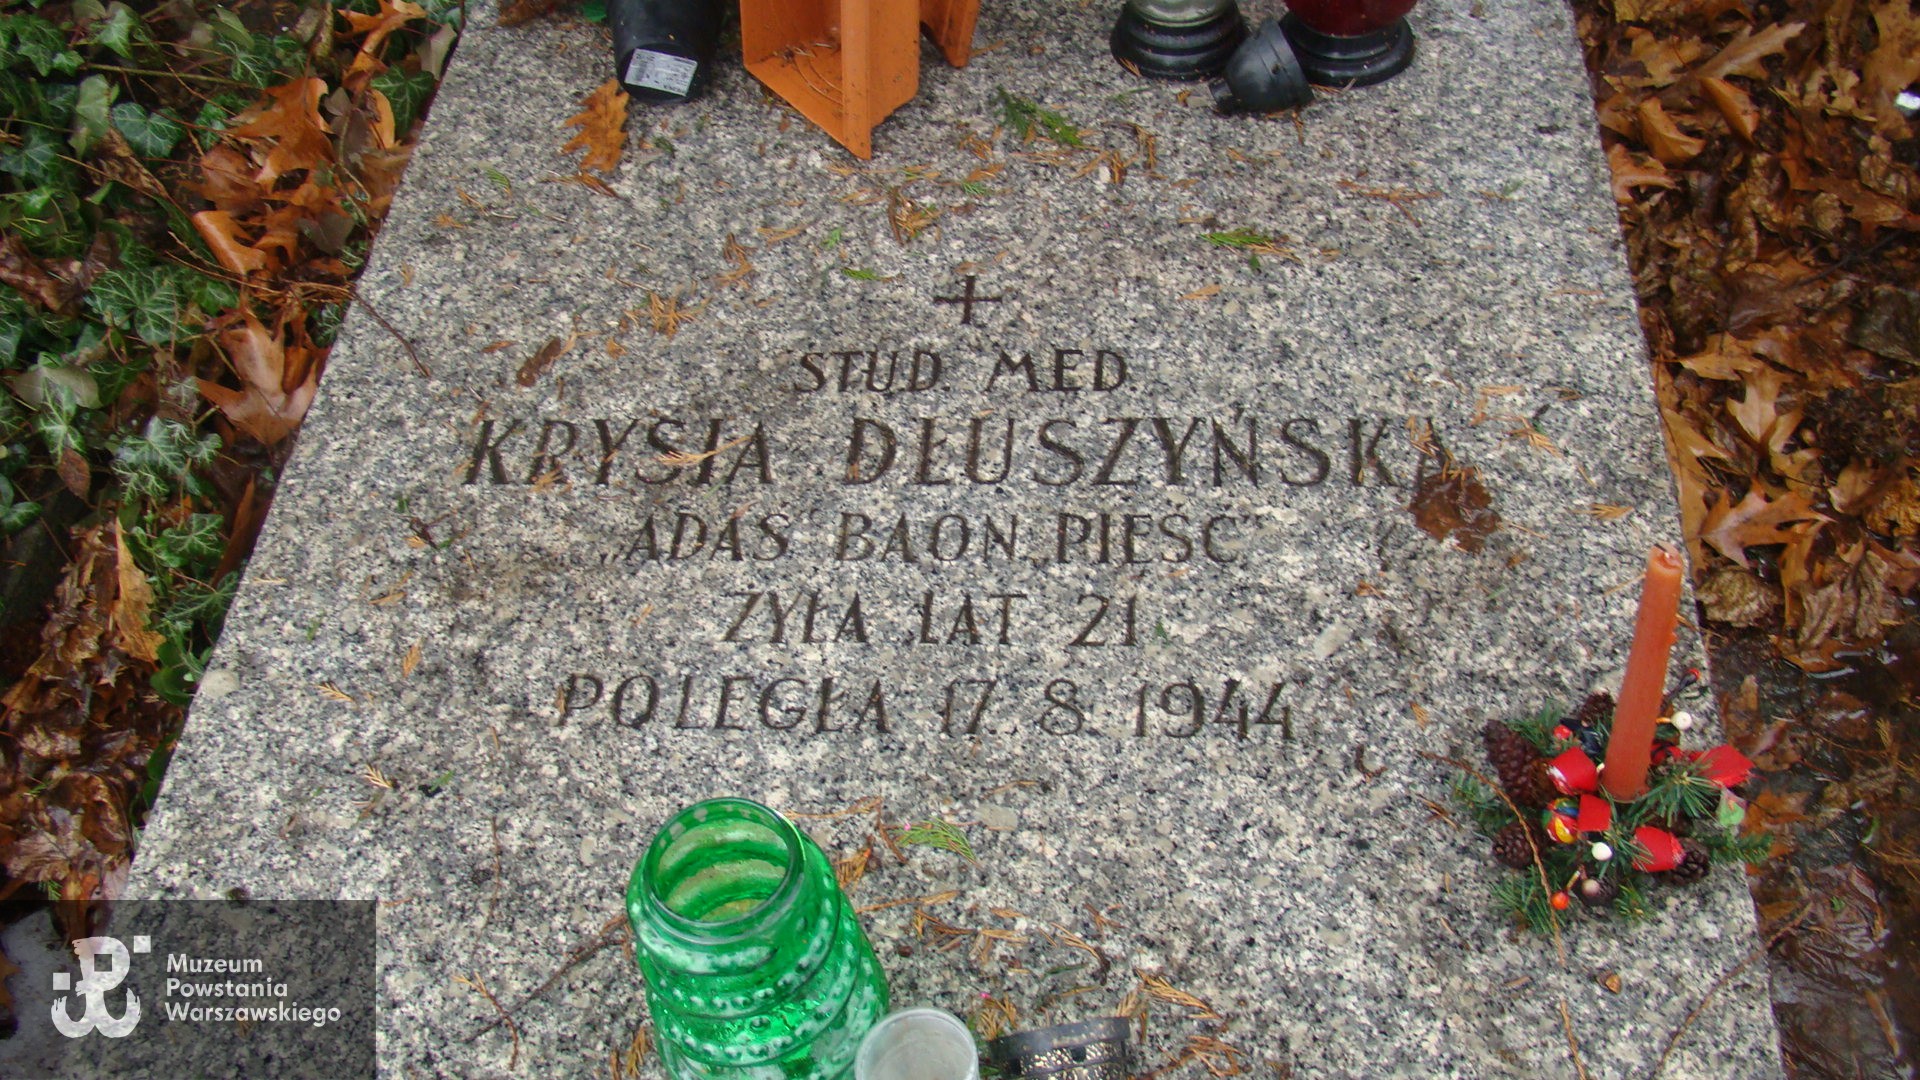 STUD. MED.
KRYSIA DŁUSZYŃSKA
„ADAŚ” BAON „PIĘŚĆ”
ŻYŁA LAT 21
POLEGŁA 17. 8. 1944
Muzeum
Powstania
Warszawskiego